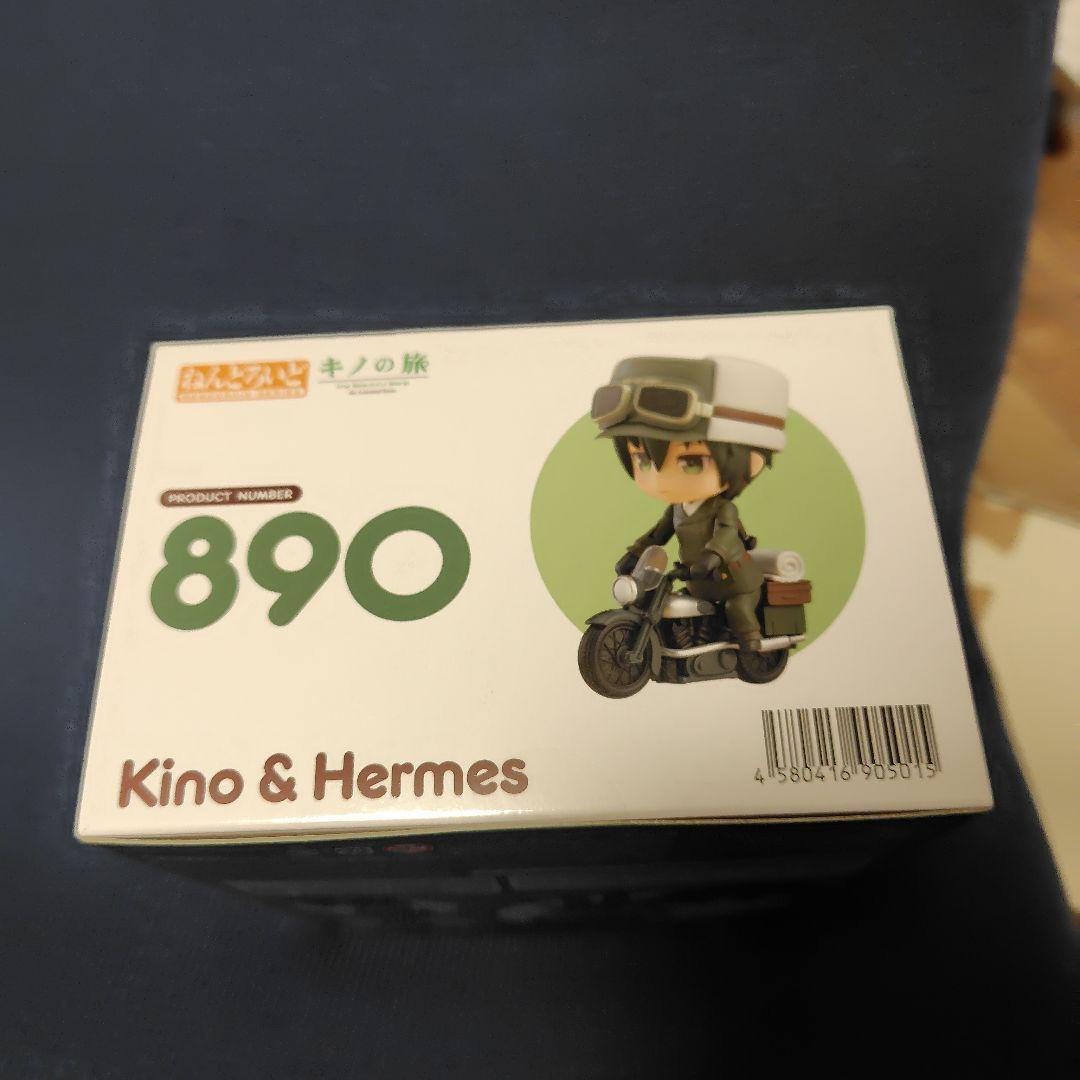 ねんどろいど
キノの旅
PRODUCT NUMBER
890
Kino & Hermes
4 580416 905015